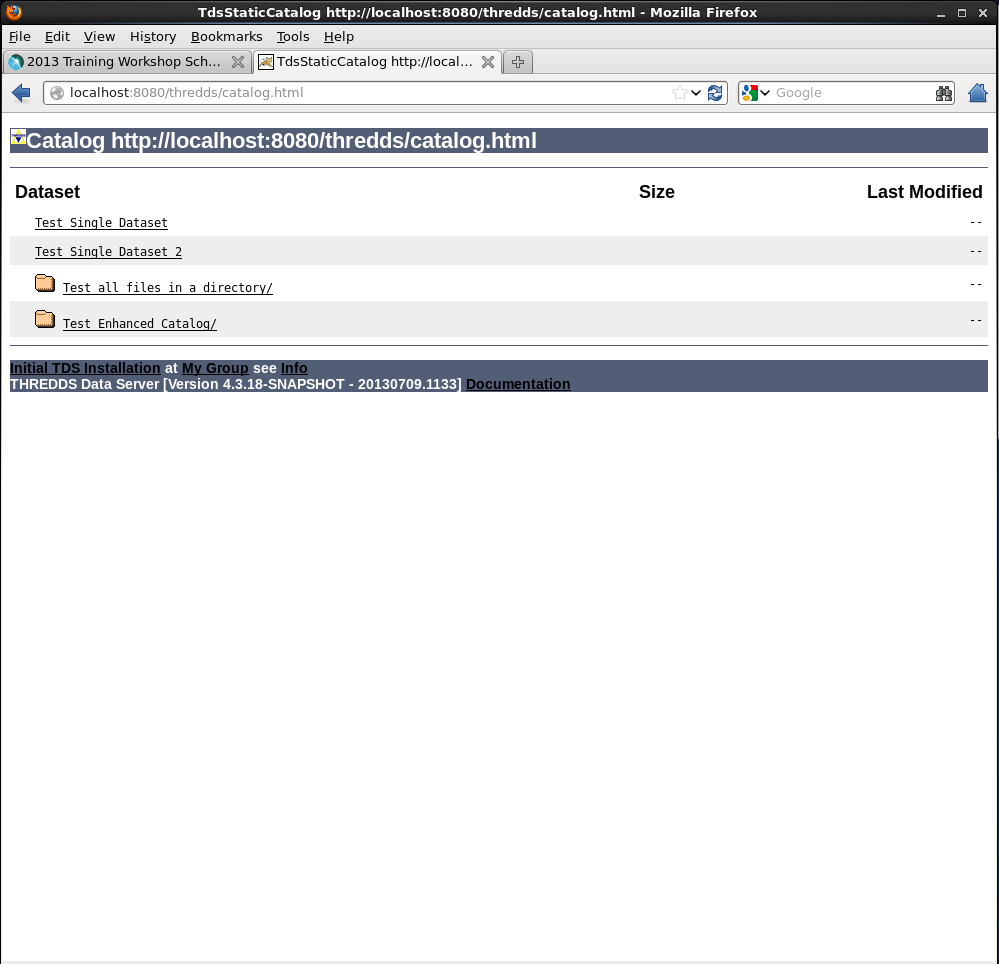 TdsStaticCatalog http://localhost:8080/thredds/catalog.html - Mozilla Firefox
File Edit View History Bookmarks Tools Help
2013 Training Workshop Sch... TdsStaticCatalog http://local...
localhost:8080/thredds/catalog.html Google
Catalog http://localhost:8080/thredds/catalog.html
Dataset Size Last Modified
Test Single Dataset --
Test Single Dataset 2 --
Test all files in a directory/ --
Test Enhanced Catalog/ --
Initial TDS Installation at My Group see Info
THREDDS Data Server [Version 4.3.18-SNAPSHOT - 20130709.1133] Documentation